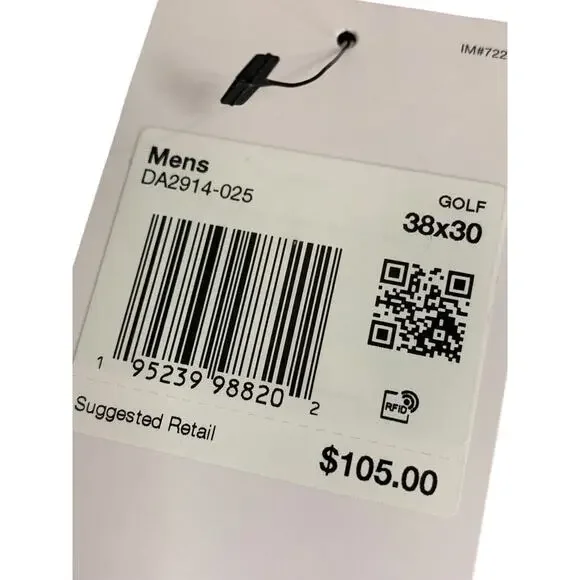 IM#722
Mens
DA2914-025
GOLF
38x30
1 95239 98820 2
RFID
Suggested Retail
$105.00